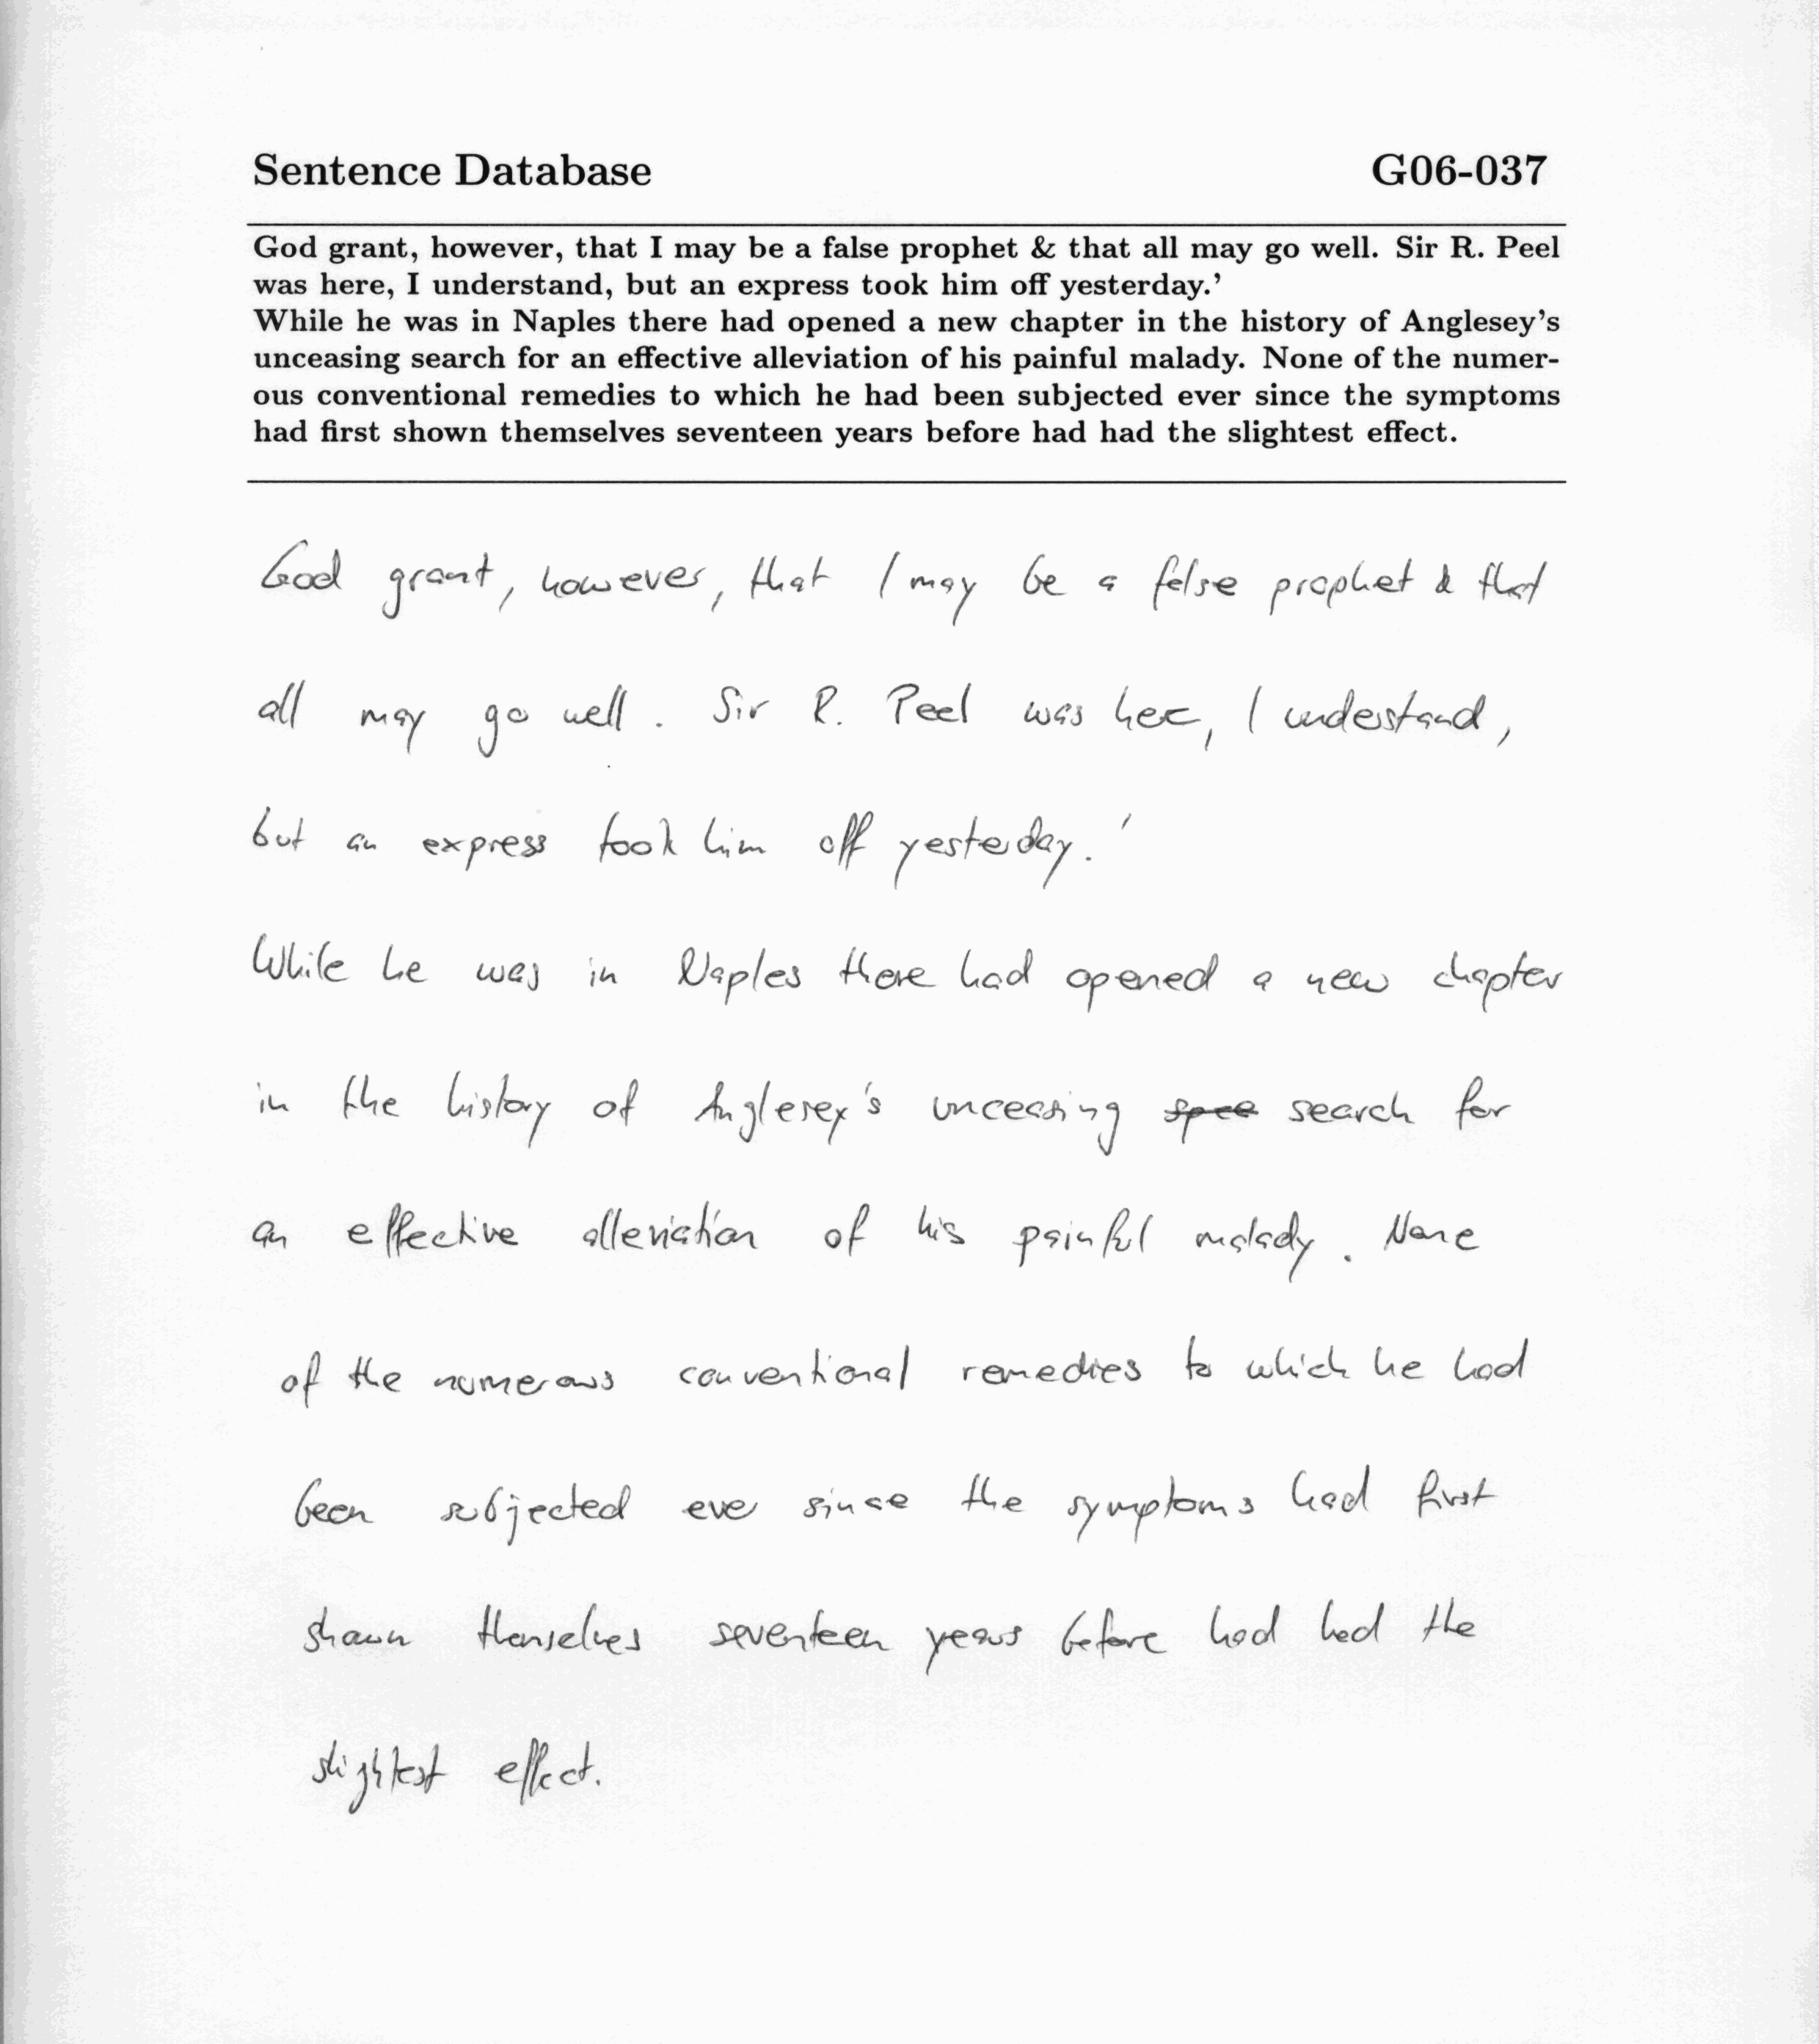 Sentence Database G06-037
God grant, however, that I may be a false prophet & that all may go well. Sir R. Peel
was here, I understand, but an express took him off yesterday.'
While he was in Naples there had opened a new chapter in the history of Anglesey's
unceasing search for an effective alleviation of his painful malady. None of the numer-
ous conventional remedies to which he had been subjected ever since the symptoms
had first shown themselves seventeen years before had had the slightest effect.
God grant, however, that I may be a false prophet & that
all may go well. Sir R. Peel was here, I understand,
but an express took him off yesterday.'
While he was in Naples there had opened a new chapter
in the history of Anglesey's unceasing search for
an effective alleviation of his painful malady. None
of the numerous conventional remedies to which he had
been subjected ever since the symptoms had first
shown themselves seventeen years before had had the
slightest effect.